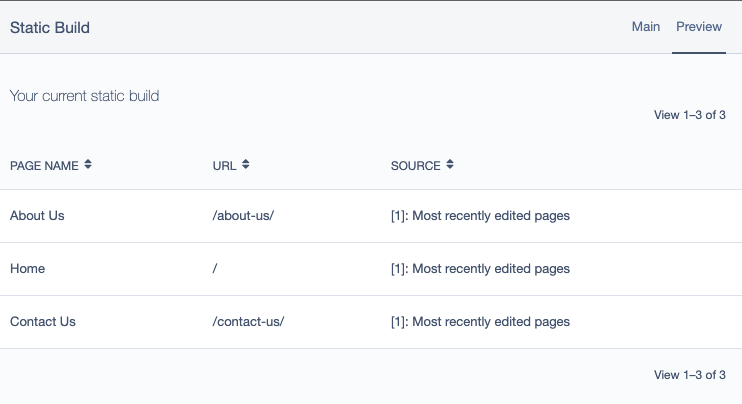 Static Build Main Preview
Your current static build
View 1–3 of 3
PAGE NAME URL SOURCE
About Us /about-us/ [1]: Most recently edited pages
Home / [1]: Most recently edited pages
Contact Us /contact-us/ [1]: Most recently edited pages
View 1–3 of 3